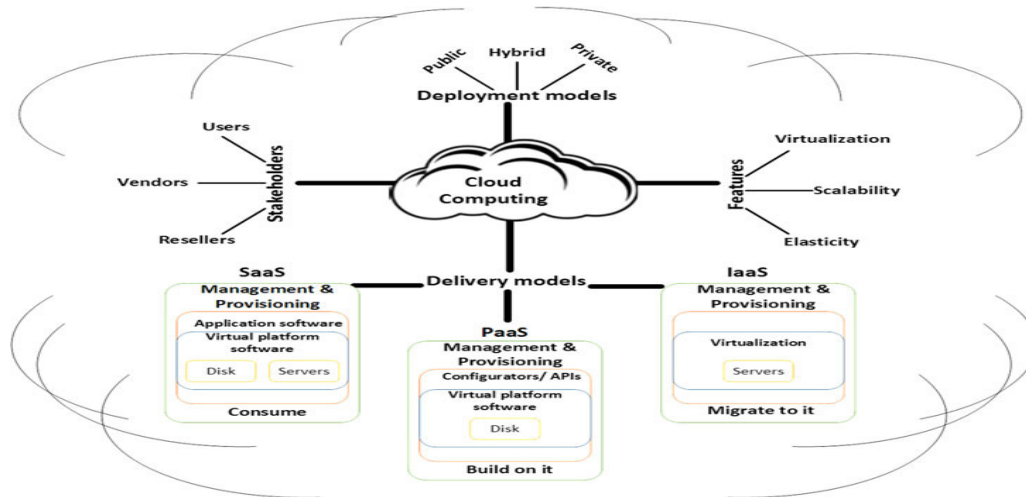 Public
Hybrid
Private
Deployment models
Users
Vendors
Resellers
Stakeholders
Cloud
Computing
Features
Virtualization
Scalability
Elasticity
Delivery models
SaaS
Management &
Provisioning
Application software
Virtual platform
software
Disk
Servers
Consume
PaaS
Management &
Provisioning
Configurators/ APIs
Virtual platform
software
Disk
Build on it
IaaS
Management &
Provisioning
Virtualization
Servers
Migrate to it